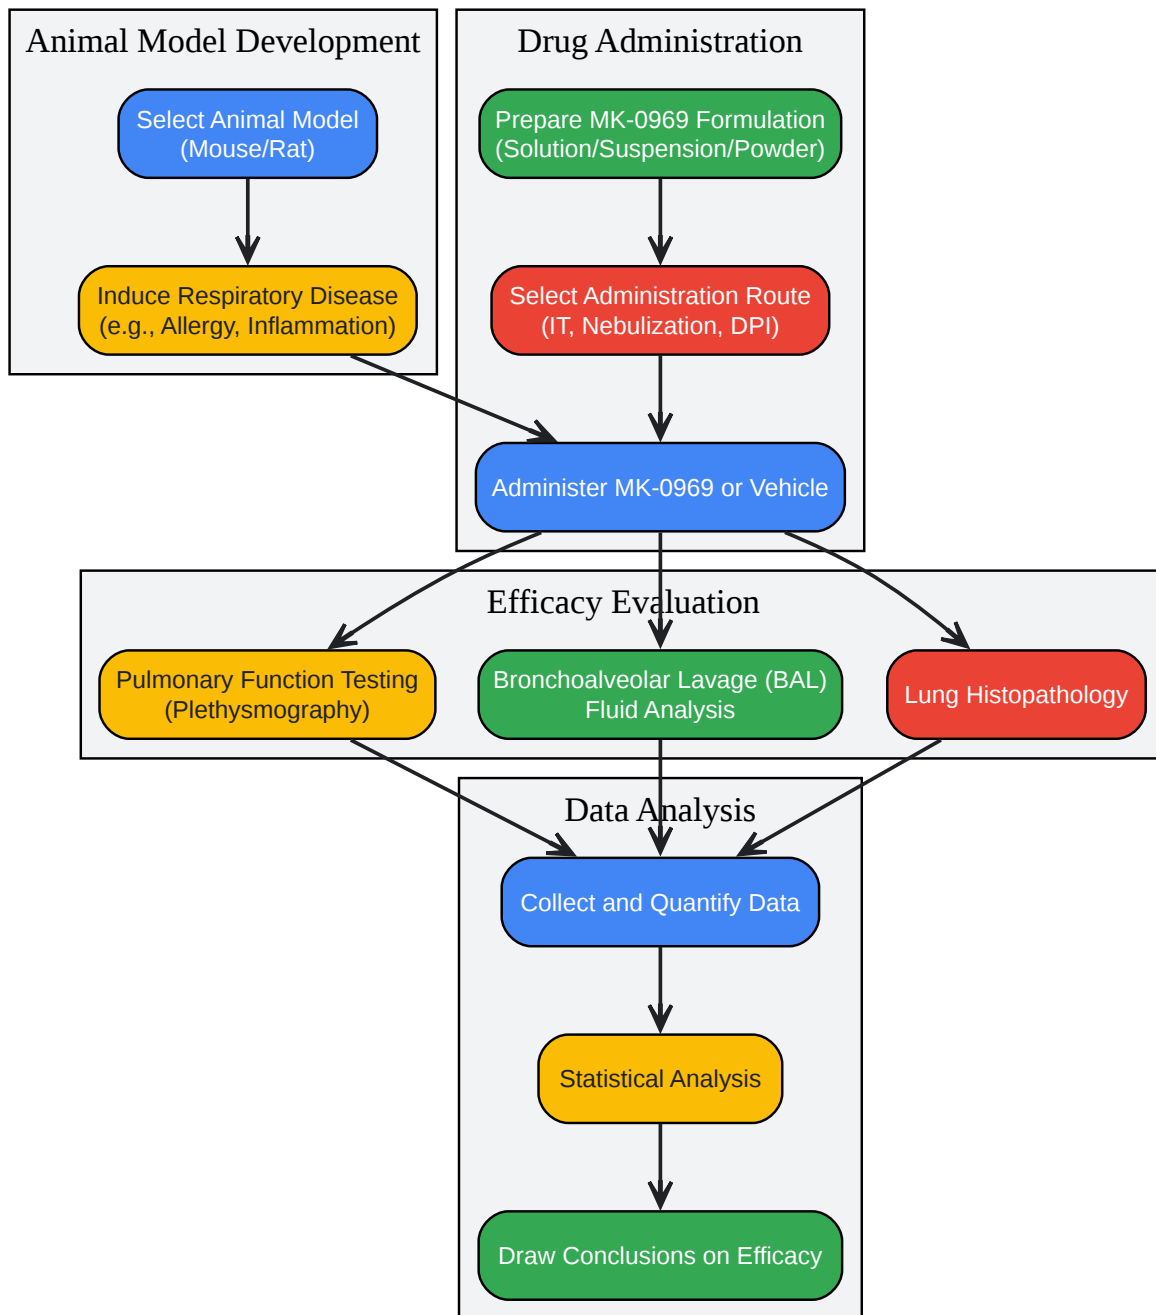 Animal Model Development
Select Animal Model
(Mouse/Rat)
Induce Respiratory Disease
(e.g., Allergy, Inflammation)
Drug Administration
Prepare MK-0969 Formulation
(Solution/Suspension/Powder)
Select Administration Route
(IT, Nebulization, DPI)
Administer MK-0969 or Vehicle
Efficacy Evaluation
Pulmonary Function Testing
(Plethysmography)
Bronchoalveolar Lavage (BAL)
Fluid Analysis
Lung Histopathology
Data Analysis
Collect and Quantify Data
Statistical Analysis
Draw Conclusions on Efficacy